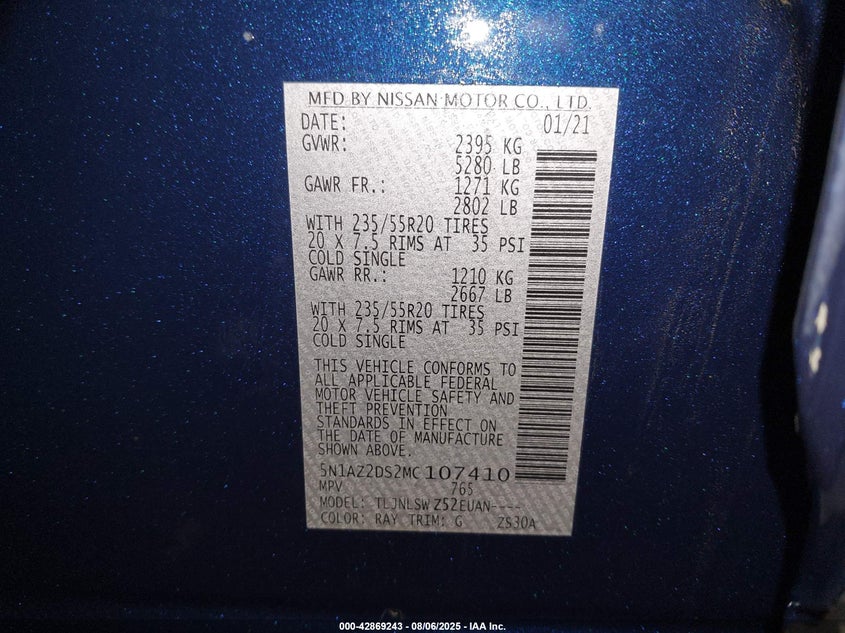 MFD BY NISSAN MOTOR CO., LTD.
DATE: 01/21
GVWR: 2395 KG
5280 LB
GAWR FR.: 1271 KG
2802 LB
WITH 235/55R20 TIRES
20 X 7.5 RIMS AT 35 PSI
COLD SINGLE
GAWR RR.: 1210 KG
2667 LB
WITH 235/55R20 TIRES
20 X 7.5 RIMS AT 35 PSI
COLD SINGLE
THIS VEHICLE CONFORMS TO
ALL APPLICABLE FEDERAL
MOTOR VEHICLE SAFETY AND
THEFT PREVENTION
STANDARDS IN EFFECT ON
THE DATE OF MANUFACTURE
SHOWN ABOVE.
5N1AZ2DS2MC107410
MPV 765
MODEL: TLJNLSWZ52EUAN----
COLOR: RAY TRIM: G ZS30A
000-42869243 - 08/06/2025 - IAA Inc.